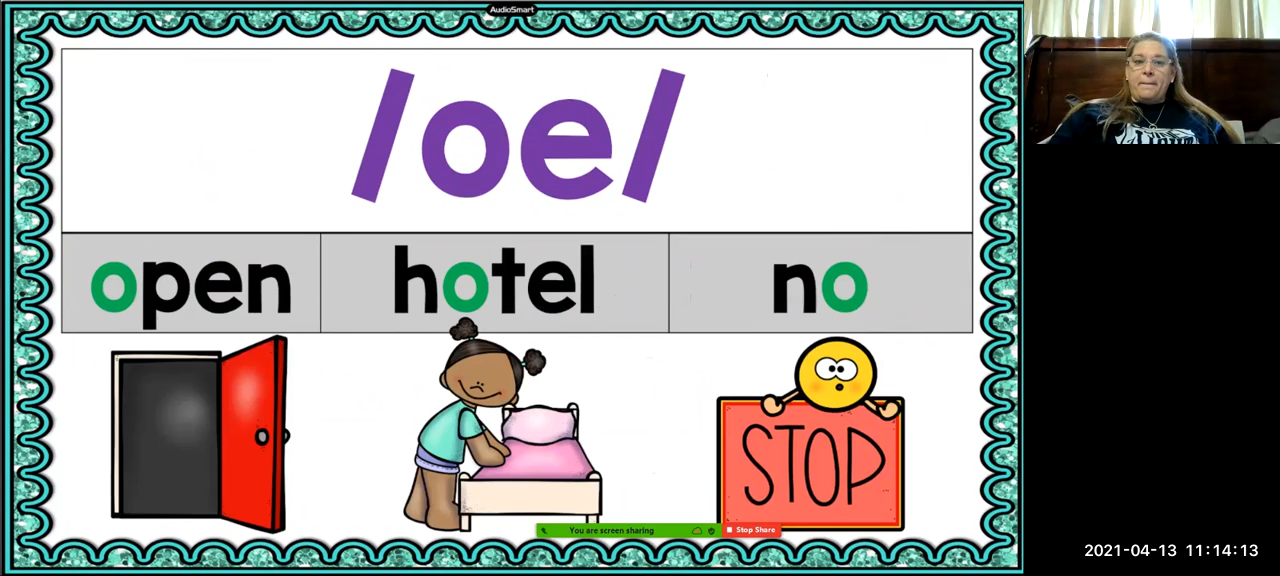 AudioSmart
/oe/
open hotel no
STOP
You are screen sharing Stop Share
2021-04-13 11:14:13